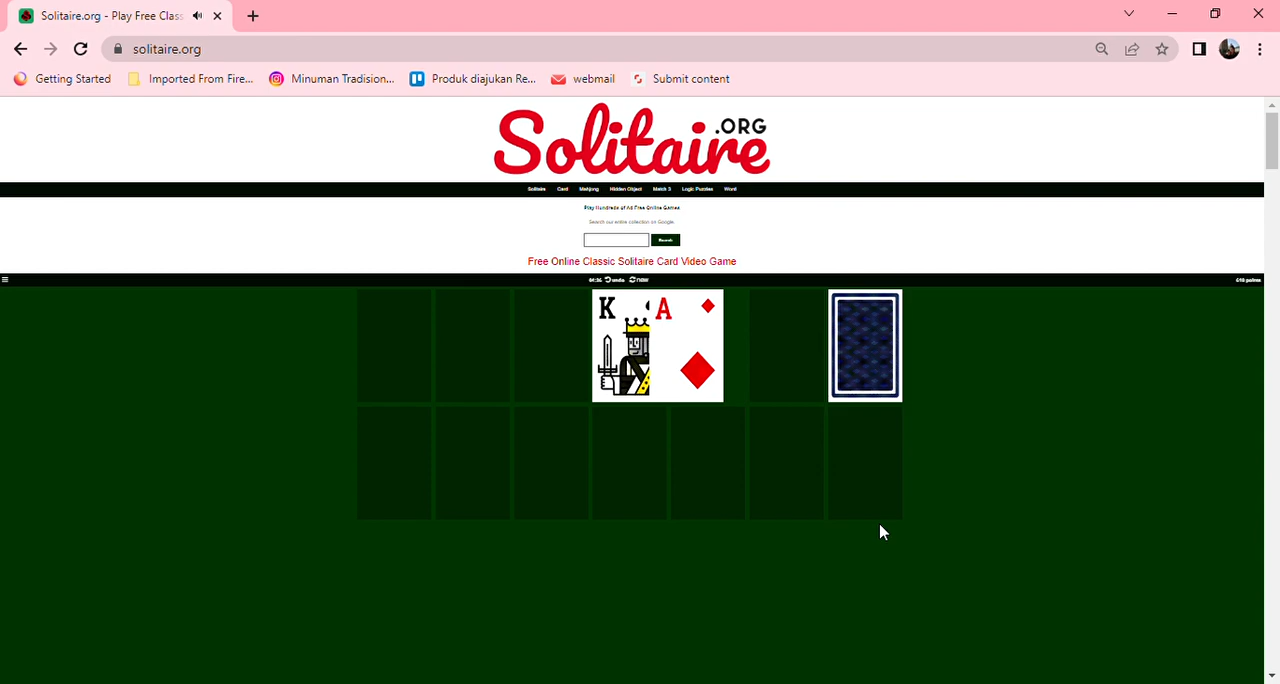 Solitaire.org - Play Free Clas
solitaire.org
Getting Started Imported From Fire... Minuman Tradision... Produk diajukan Re... webmail Submit content
Solitaire.ORG
Solitaire Card Mahjong Hidden Object Match 3 Logic Puzzles Word
Play Hundreds of Ad Free Online Games
Search our entire collection on Google.
Search
Free Online Classic Solitaire Card Video Game
undo new
K A